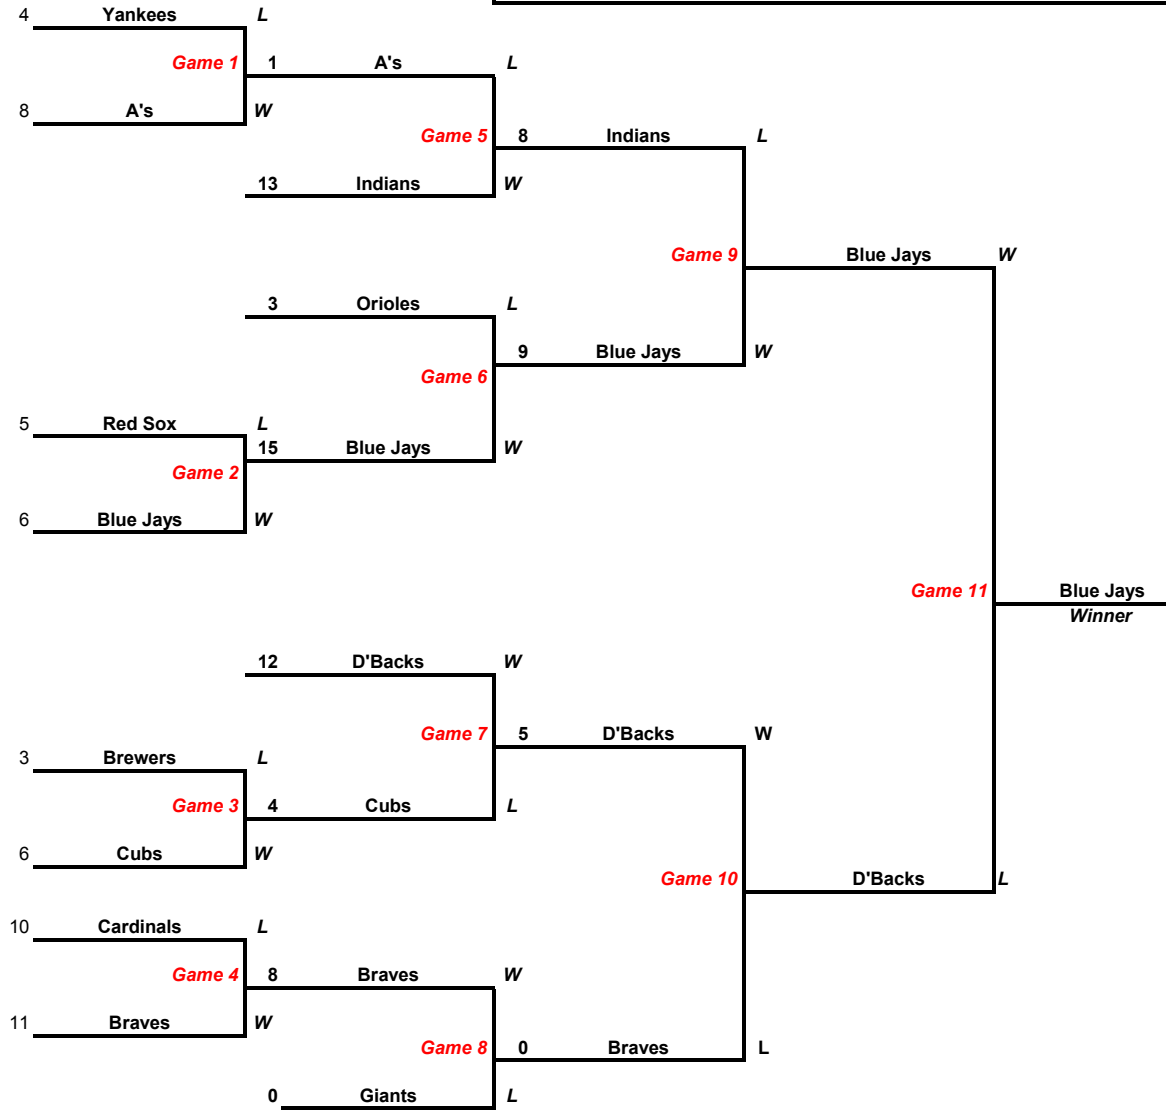 4 Yankees L
Game 1 1 A's L
8 A's W
Game 5 8 Indians L
13 Indians W
Game 9 Blue Jays W
3 Orioles L
9 Blue Jays W
Game 6
5 Red Sox L
15 Blue Jays W
Game 2
6 Blue Jays W
Game 11 Blue Jays
Winner
12 D'Backs W
Game 7 5 D'Backs W
3 Brewers L
Game 3 4 Cubs L
6 Cubs W
Game 10 D'Backs L
10 Cardinals L
Game 4 8 Braves W
11 Braves W
Game 8 0 Braves L
0 Giants L